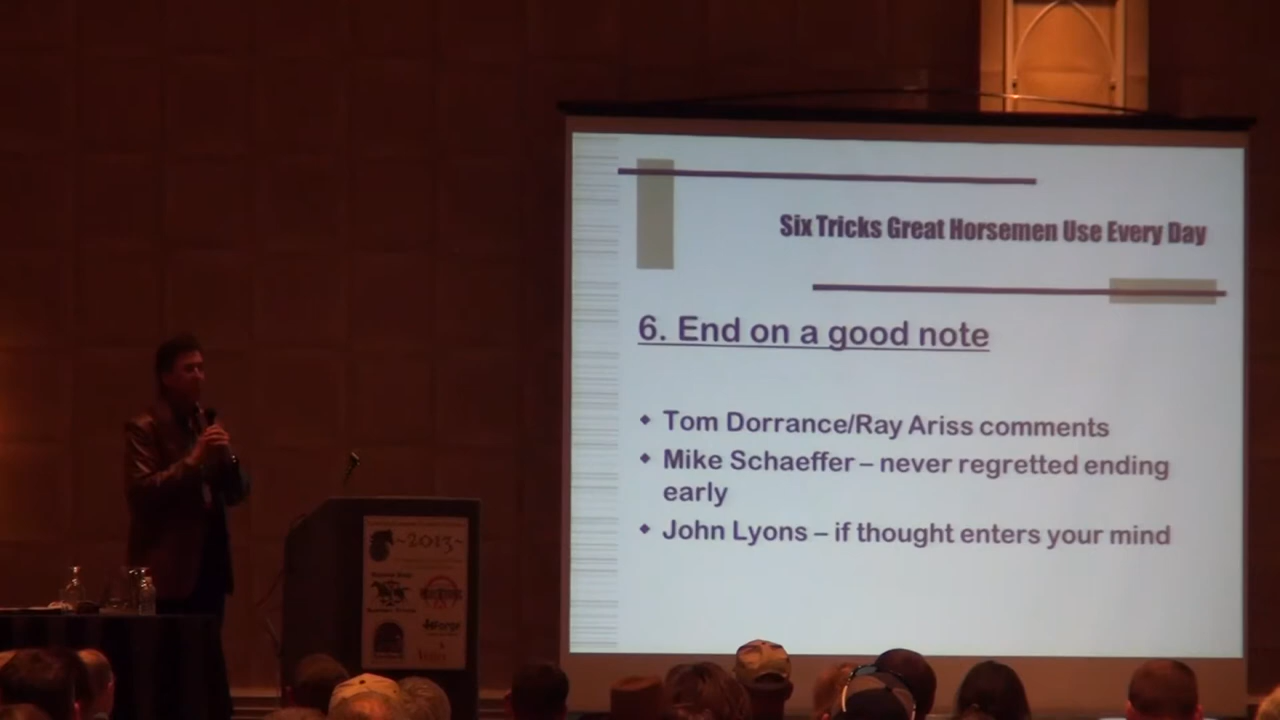 Six Tricks Great Horsemen Use Every Day
6. End on a good note
Tom Dorrance/Ray Ariss comments
Mike Schaeffer – never regretted ending
early
John Lyons – if thought enters your mind
~2013~